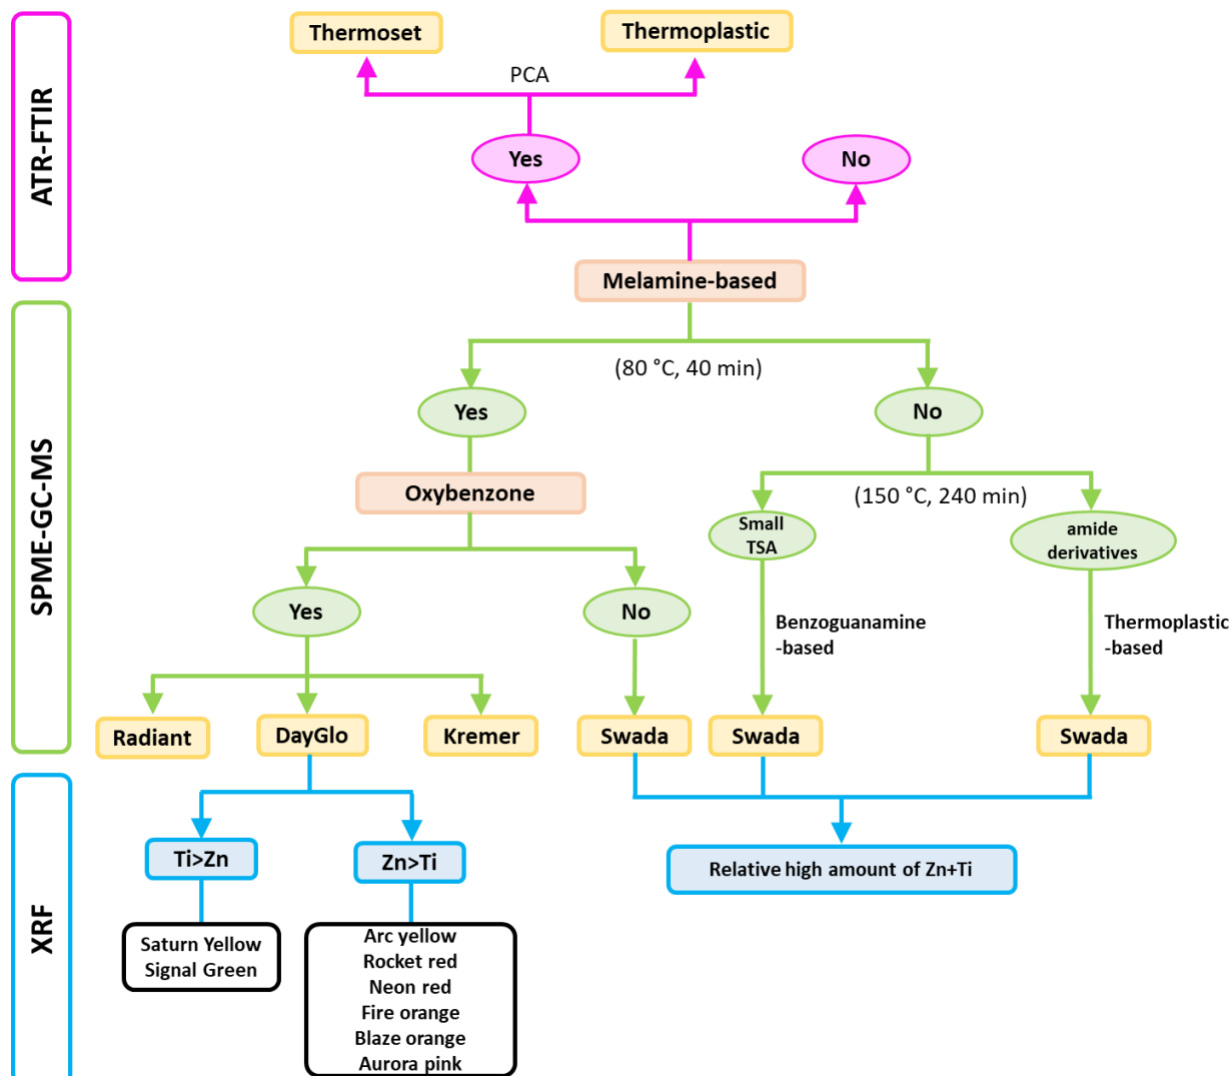 ATR-FTIR
Thermoset
Thermoplastic
PCA
Yes
No
Melamine-based
SPME-GC-MS
(80 °C, 40 min)
Yes
No
Oxybenzone
(150 °C, 240 min)
Small
TSA
amide
derivatives
Yes
No
Benzoguanamine
-based
Thermoplastic
-based
Radiant
DayGlo
Kremer
Swada
Swada
Swada
XRF
Ti>Zn
Zn>Ti
Relative high amount of Zn+Ti
Saturn Yellow
Signal Green
Arc yellow
Rocket red
Neon red
Fire orange
Blaze orange
Aurora pink